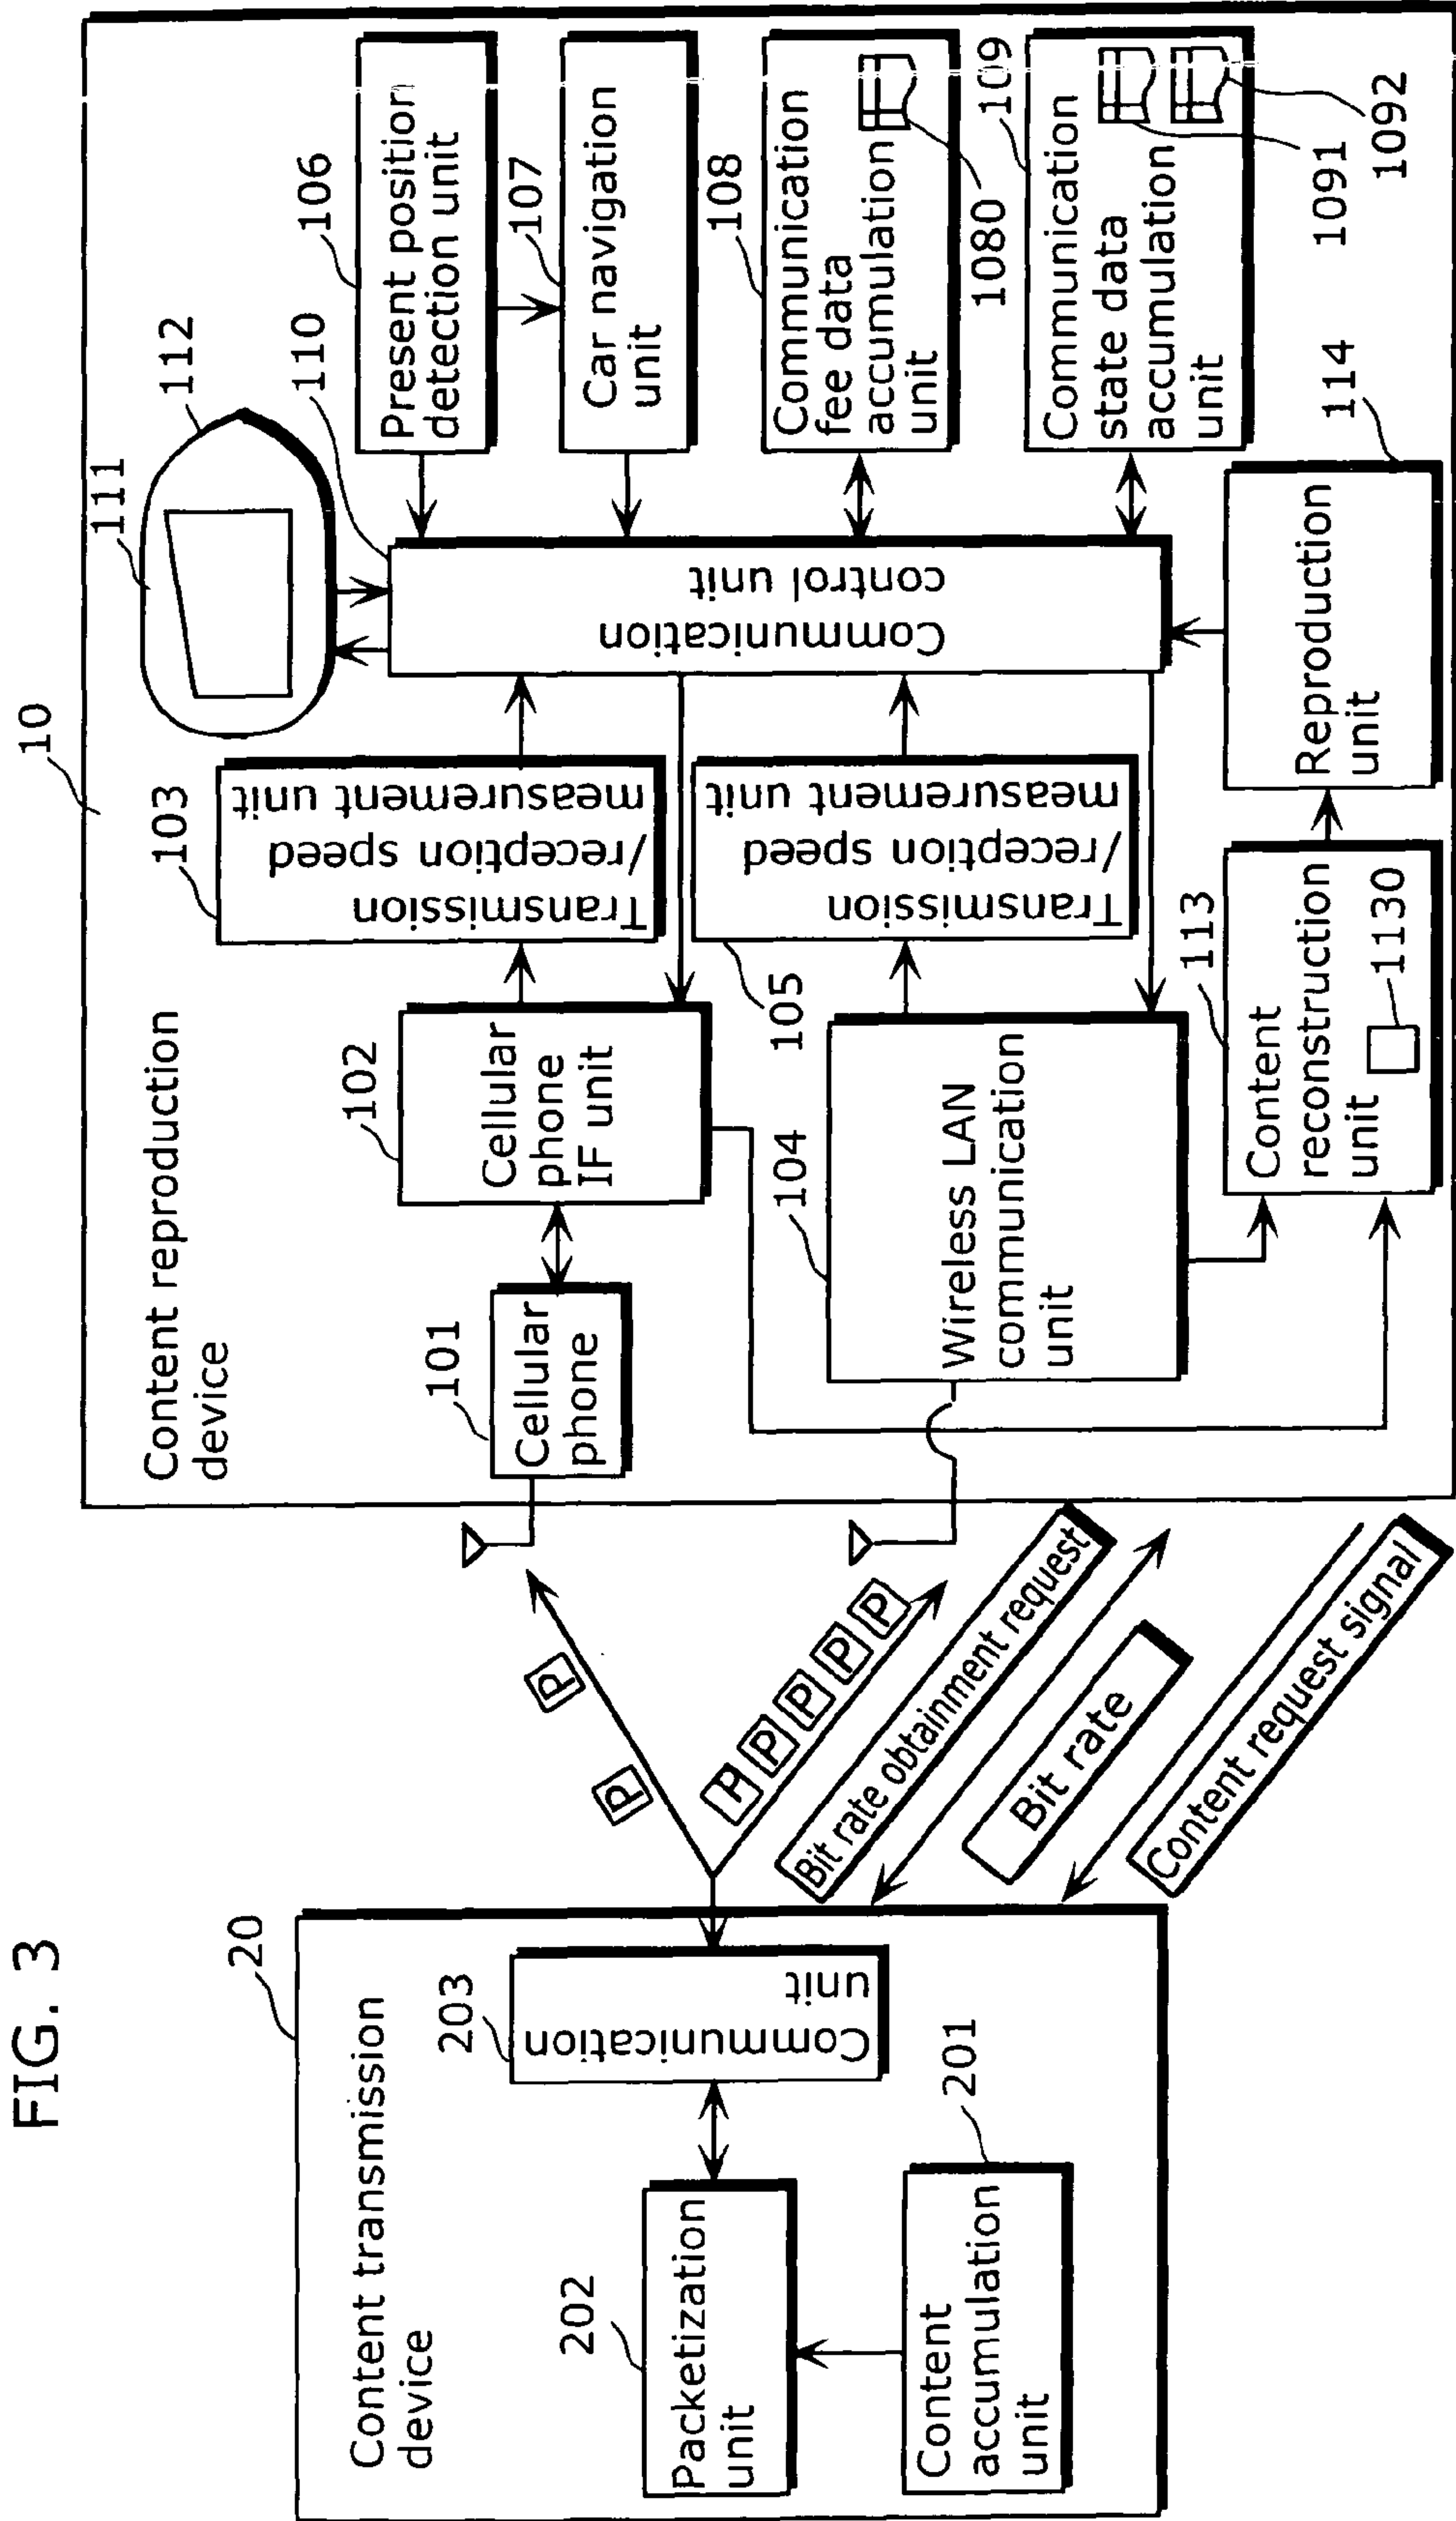 FIG. 3
20
Content transmission
device
202
Packetization
unit
203
Communication
unit
201
Content
accumulation
unit
P
P
P
P
P
P
P
Bit rate obtainment request
Bit rate
Content request signal
10
Content reproduction
device
101
Cellular
phone
102
Cellular
phone
IF unit
103
Transmission
/reception speed
measurement unit
104
Wireless LAN
communication
unit
105
Transmission
/reception speed
measurement unit
111
112
110
Communication
control unit
106
Present position
detection unit
107
Car navigation
unit
108
Communication
fee data
accumulation
unit
1080
109
Communication
state data
accumulation
unit
1091
1092
113
Content
reconstruction
unit
1130
114
Reproduction
unit